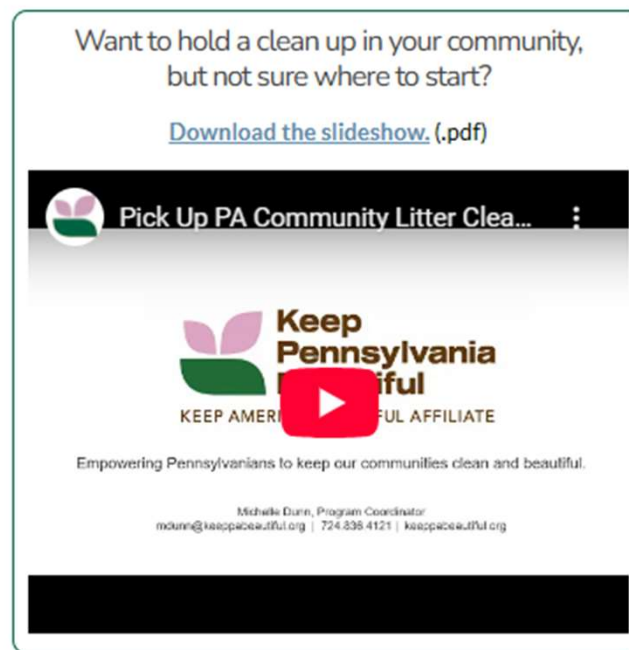 Want to hold a clean up in your community,
but not sure where to start?
Download the slideshow. (.pdf)
Pick Up PA Community Litter Clea...
Keep
Pennsylvania
iful
KEEP AMERI FUL AFFILIATE
Empowering Pennsylvanians to keep our communities clean and beautiful.
Michelle Dunn, Program Coordinator
mdunn@keeppabeautiful.org | 724.836.4121 | keeppabeautiful.org